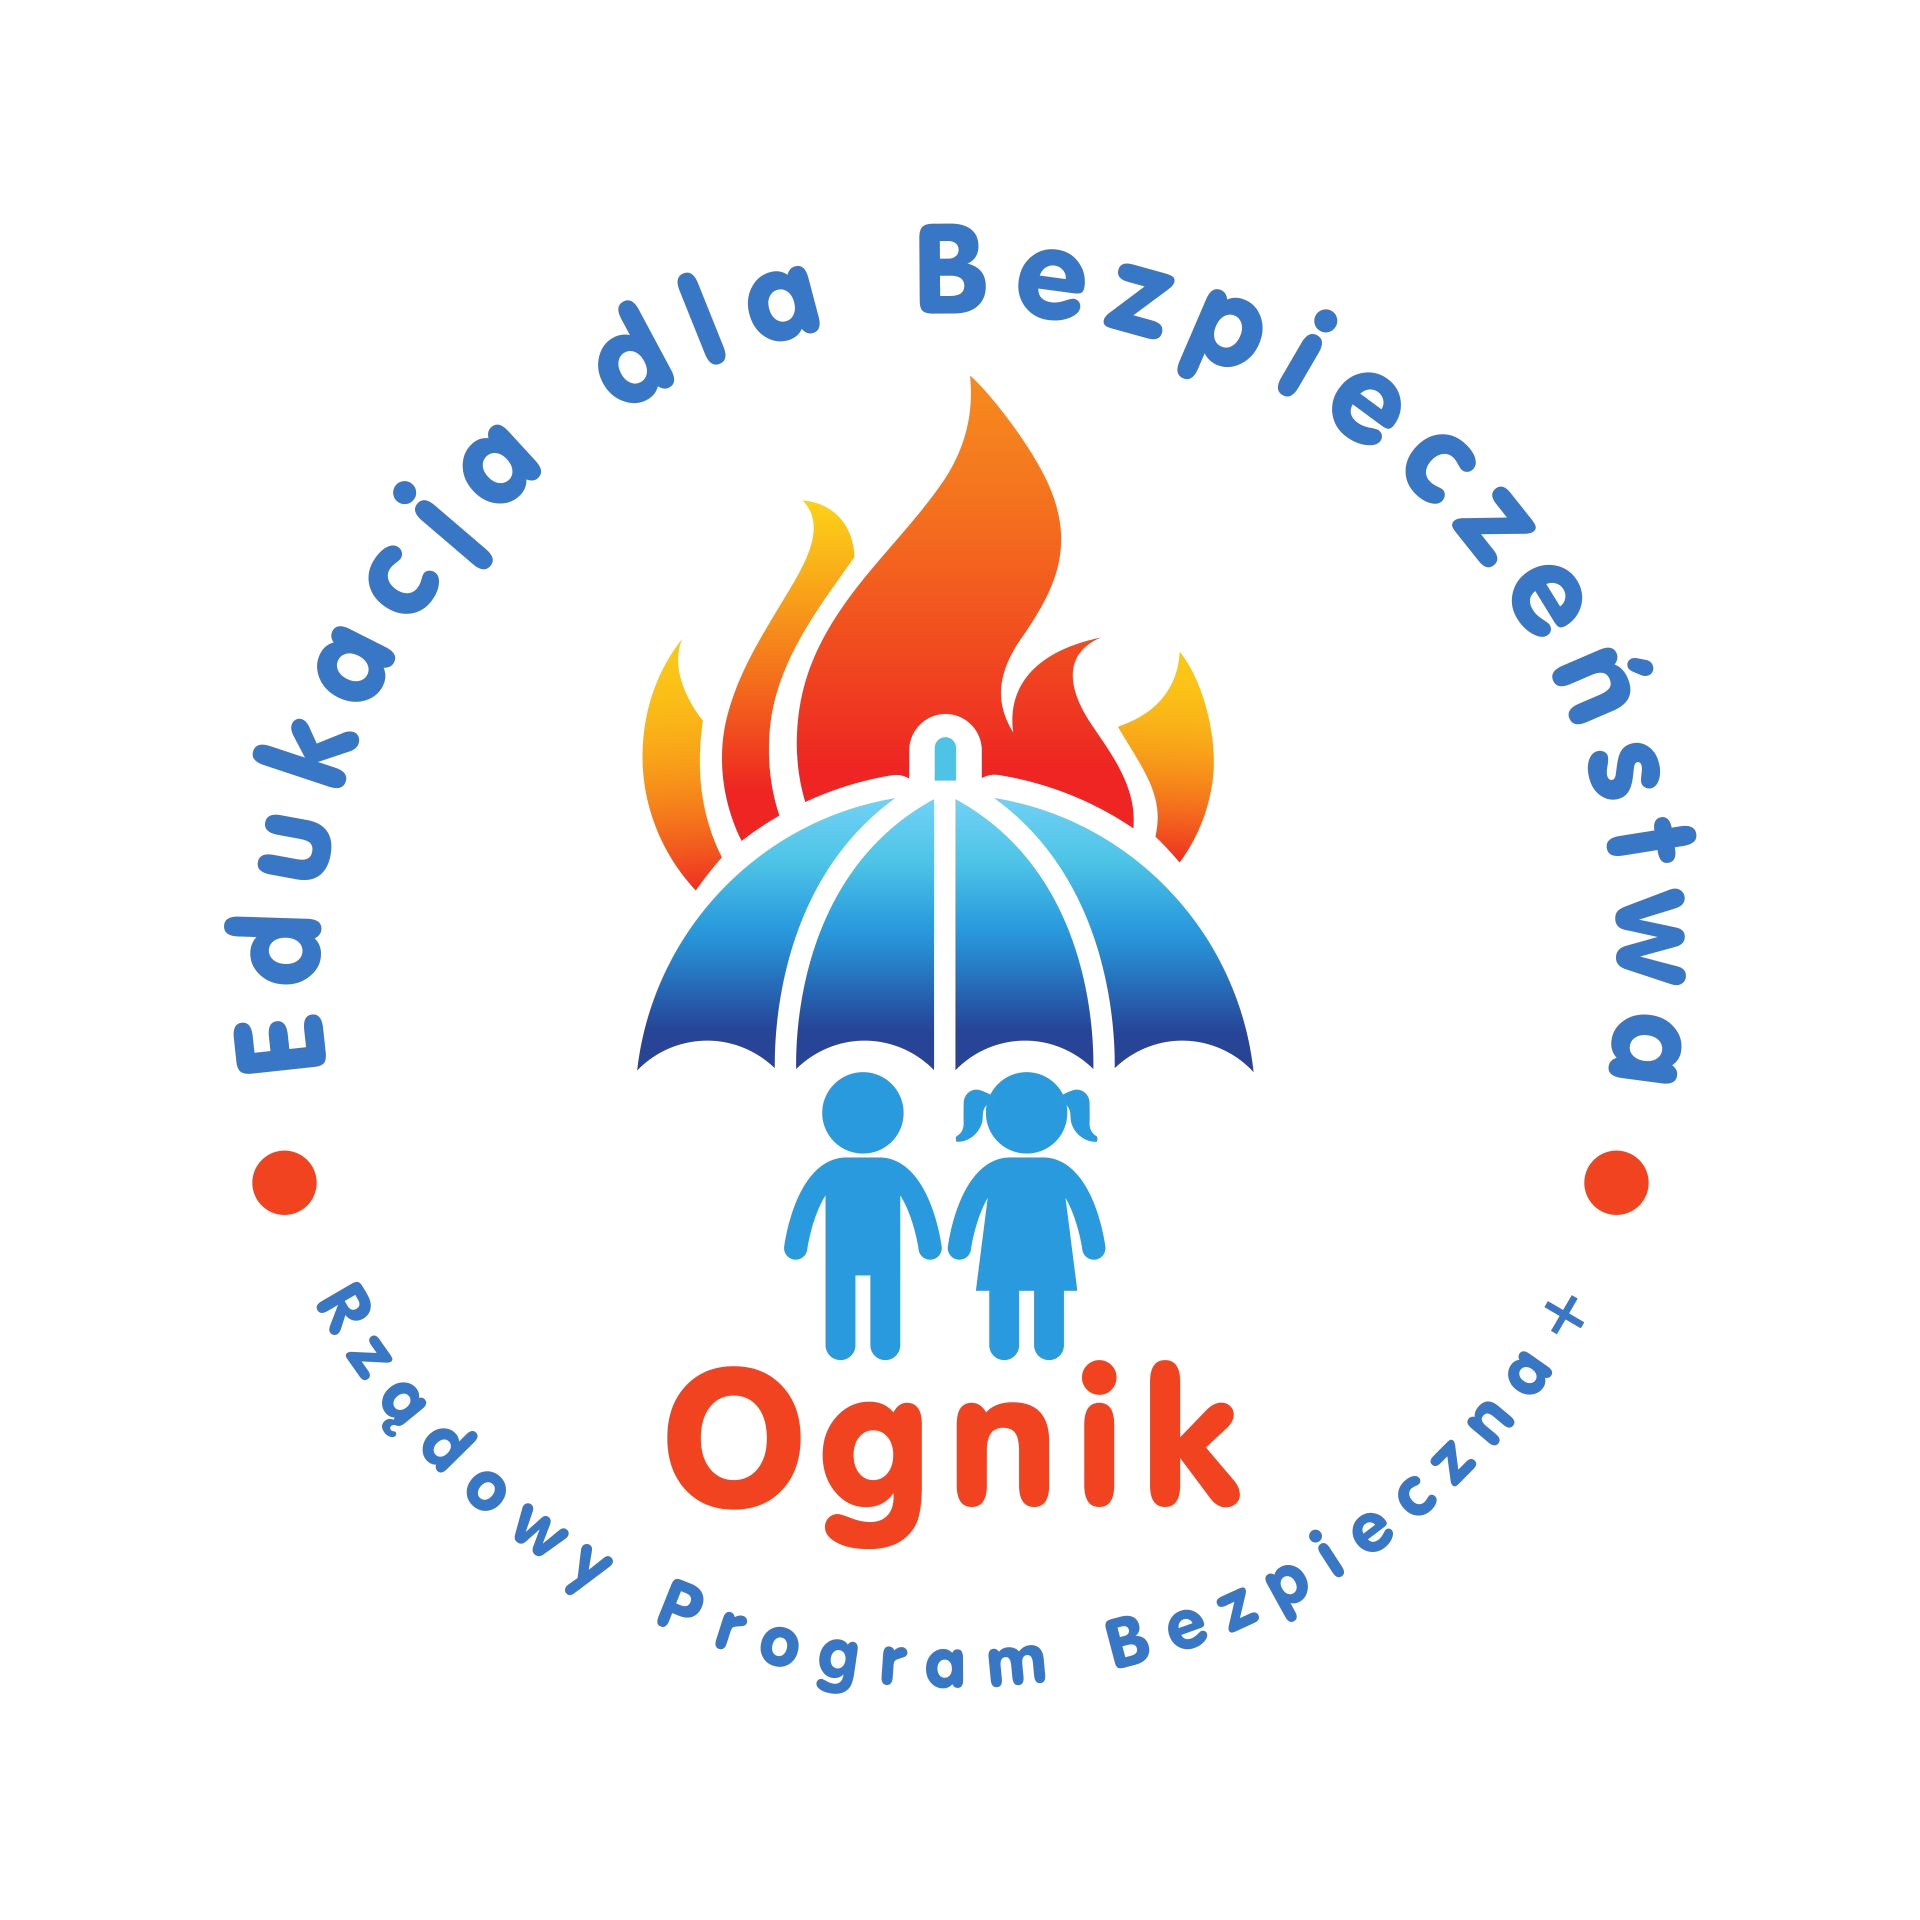 Edukacja dla Bezpieczeństwa
Ognik
Rządowy Program Bezpieczna +